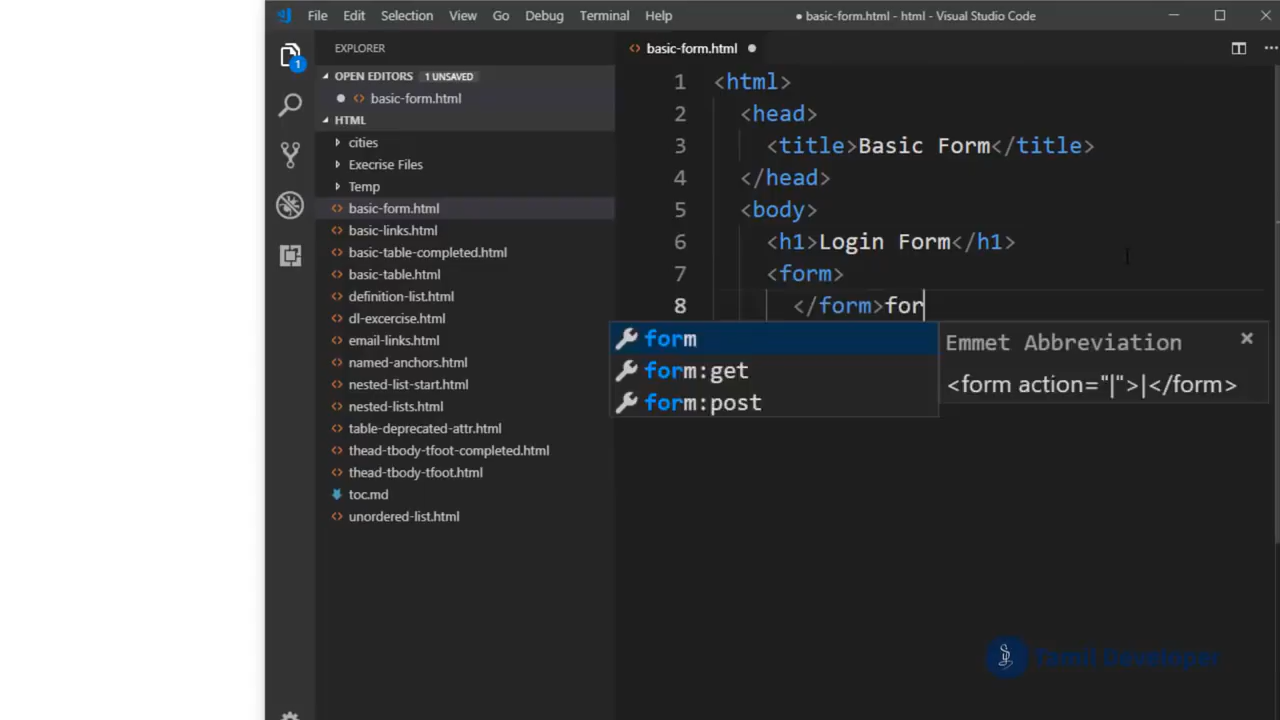 File Edit Selection View Go Debug Terminal Help
● basic-form.html - html - Visual Studio Code
EXPLORER
OPEN EDITORS 1 UNSAVED
basic-form.html
HTML
cities
Execrise Files
Temp
basic-form.html
basic-links.html
basic-table-completed.html
basic-table.html
definition-list.html
dl-excercise.html
email-links.html
named-anchors.html
nested-list-start.html
nested-lists.html
table-deprecated-attr.html
thead-tbody-tfoot-completed.html
thead-tbody-tfoot.html
toc.md
unordered-list.html
1
basic-form.html
1 <html>
2 <head>
3 <title>Basic Form</title>
4 </head>
5 <body>
6 <h1>Login Form</h1>
7 <form>
8 </form>for
form
form:get
form:post
Emmet Abbreviation
<form action="|">|</form>
Tamil Developer